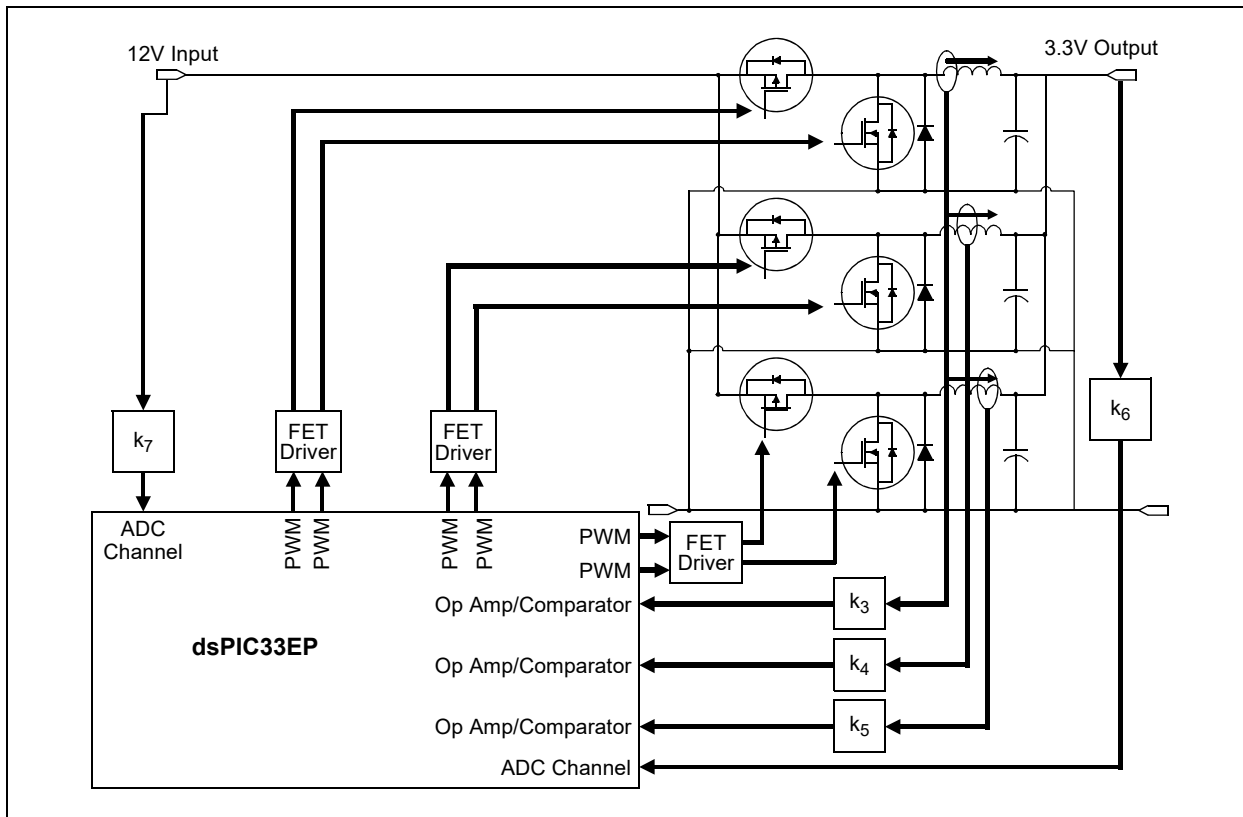 12V Input
3.3V Output
k7
FET
Driver
FET
Driver
k6
ADC
Channel
PWM
PWM
PWM
PWM
PWM
PWM
FET
Driver
Op Amp/Comparator
k3
dsPIC33EP
Op Amp/Comparator
k4
Op Amp/Comparator
k5
ADC Channel